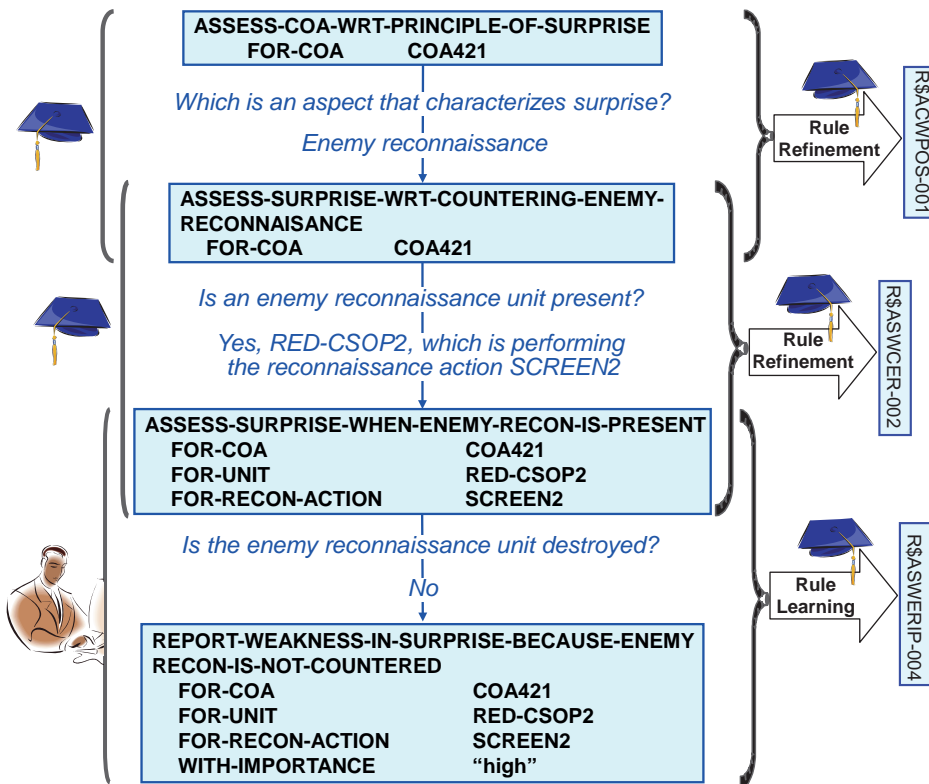 ASSESS-COA-WRT-PRINCIPLE-OF-SURPRISE
FOR-COA COA421
Which is an aspect that characterizes surprise?
Enemy reconnaissance
Rule
Refinement
R$ACWPOS-001
ASSESS-SURPRISE-WRT-COUNTERING-ENEMY-
RECONNAISANCE
FOR-COA COA421
Is an enemy reconnaissance unit present?
Yes, RED-CSOP2, which is performing
the reconnaissance action SCREEN2
Rule
Refinement
R$ASWCER-002
ASSESS-SURPRISE-WHEN-ENEMY-RECON-IS-PRESENT
FOR-COA COA421
FOR-UNIT RED-CSOP2
FOR-RECON-ACTION SCREEN2
Is the enemy reconnaissance unit destroyed?
No
Rule
Learning
R$ASWERIP-004
REPORT-WEAKNESS-IN-SURPRISE-BECAUSE-ENEMY
RECON-IS-NOT-COUNTERED
FOR-COA COA421
FOR-UNIT RED-CSOP2
FOR-RECON-ACTION SCREEN2
WITH-IMPORTANCE “high”